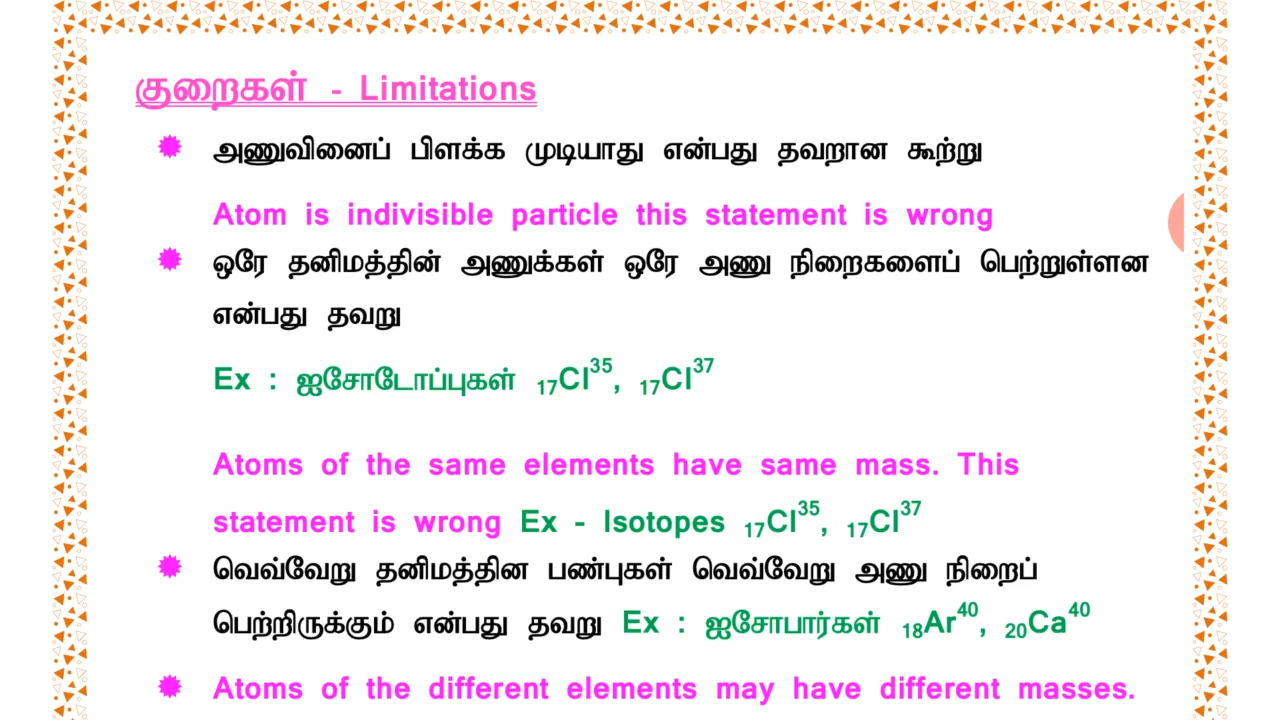 குறைகள் - Limitations
அணுவினைப் பிளக்க முடியாது என்பது தவறான கூற்று
Atom is indivisible particle this statement is wrong
ஒரே தனிமத்தின் அணுக்கள் ஒரே அணு நிறைகளைப் பெற்றுள்ளன
என்பது தவறு
Ex : ஐசோடோப்புகள் ₁₇Cl³⁵, ₁₇Cl³⁷
Atoms of the same elements have same mass. This
statement is wrong Ex - Isotopes ₁₇Cl³⁵, ₁₇Cl³⁷
வெவ்வேறு தனிமத்தின பண்புகள் வெவ்வேறு அணு நிறைப்
பெற்றிருக்கும் என்பது தவறு Ex : ஐசோபார்கள் ₁₈Ar⁴⁰, ₂₀Ca⁴⁰
Atoms of the different elements may have different masses.